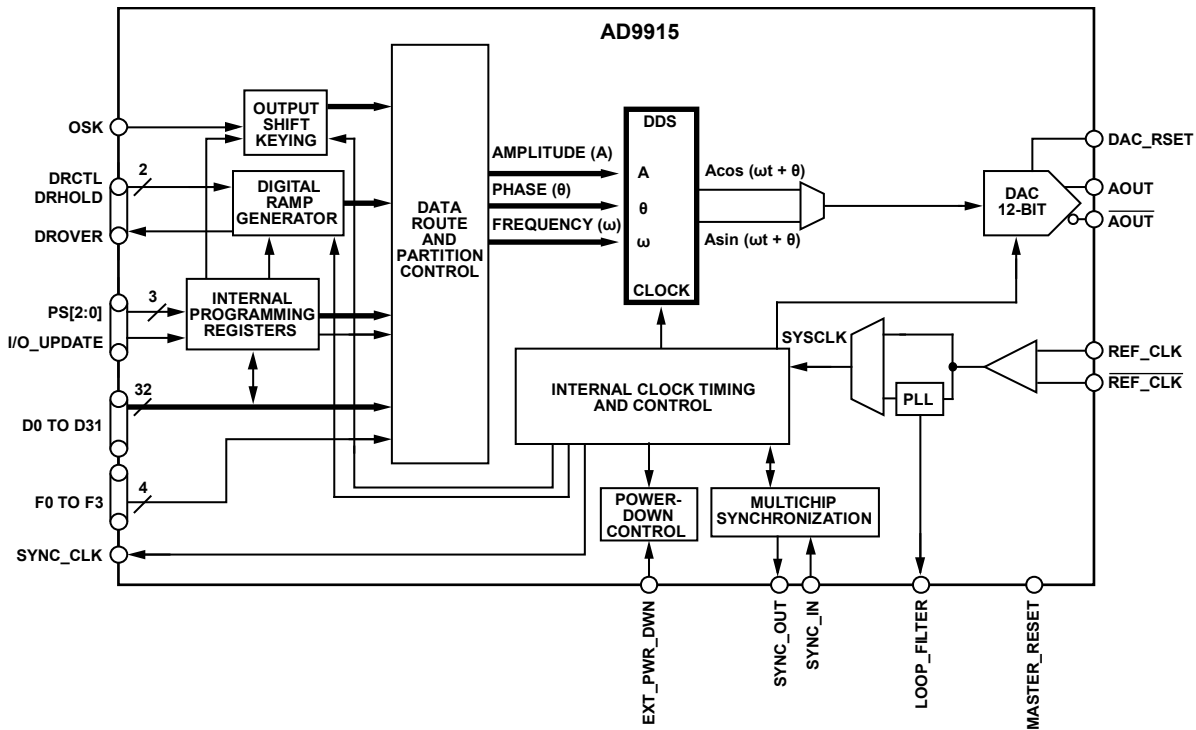 AD9915
OSK
OUTPUT
SHIFT
KEYING
DRCTL
DRHOLD
2
DROVER
DIGITAL
RAMP
GENERATOR
PS[2:0]
3
I/O_UPDATE
INTERNAL
PROGRAMMING
REGISTERS
D0 TO D31
32
F0 TO F3
4
SYNC_CLK
DATA
ROUTE
AND
PARTITION
CONTROL
AMPLITUDE (A)
PHASE (θ)
FREQUENCY (ω)
DDS
A
θ
ω
CLOCK
Acos (ωt + θ)
Asin (ωt + θ)
DAC
12-BIT
DAC_RSET
AOUT
AOUT
SYSCLK
PLL
REF_CLK
REF_CLK
INTERNAL CLOCK TIMING
AND CONTROL
POWER-
DOWN
CONTROL
MULTICHIP
SYNCHRONIZATION
EXT_PWR_DWN
SYNC_OUT
SYNC_IN
LOOP_FILTER
MASTER_RESET